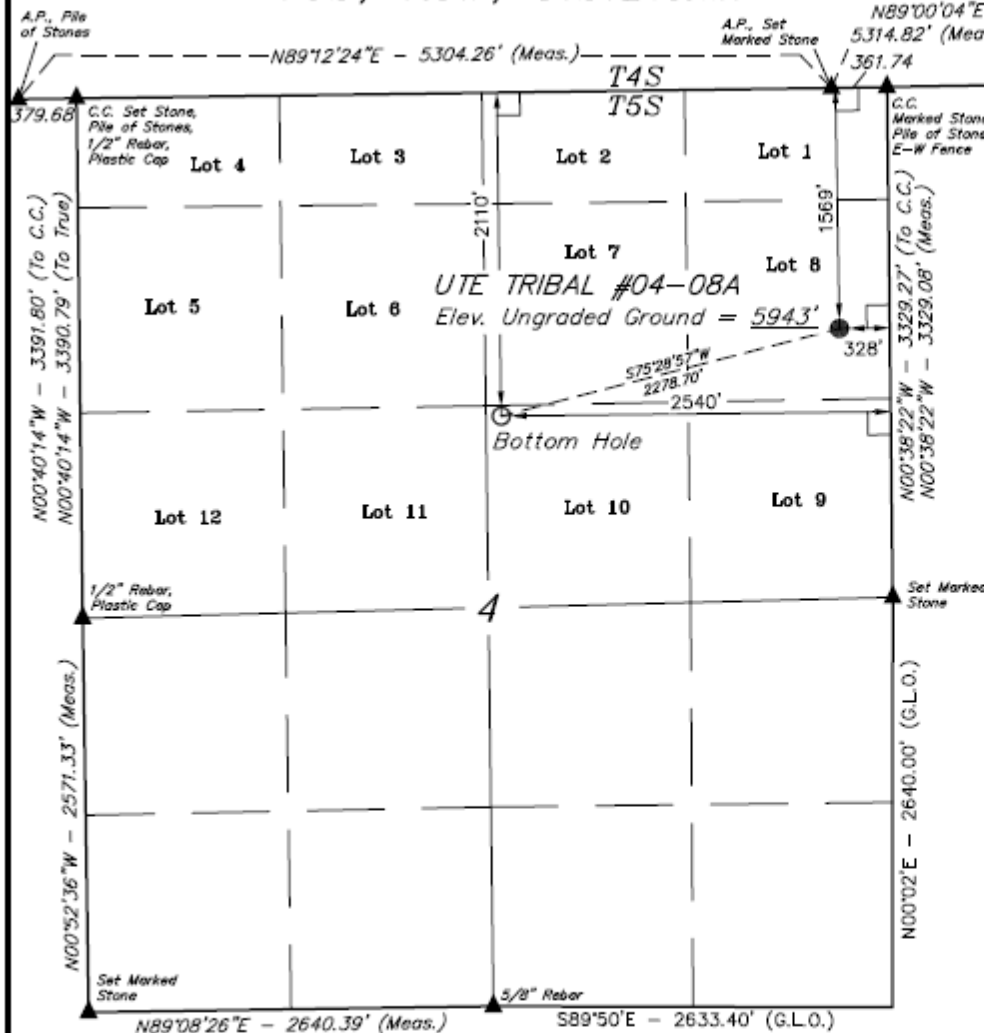 A.P., Pile
of Stones
N89°12'24"E - 5304.26' (Meas.)
A.P., Set
Marked Stone
N89°00'04"E
5314.82' (Mea
361.74
T4S
T5S
379.68
C.C. Set Stone,
Pile of Stones,
1/2" Rebar,
Plastic Cap
C.C.
Marked Stone
Pile of Stone
E-W Fence
Lot 4
Lot 3
Lot 2
Lot 1
N00°40'14"W - 3391.80' (To C.C.)
N00°40'14"W - 3390.79' (To True)
2110'
1569'
N00°38'22"W - 3329.27' (To C.C.)
N00°38'22"W - 3329.08' (Meas.)
Lot 5
Lot 6
Lot 7
Lot 8
UTE TRIBAL #04-08A
Elev. Ungraded Ground = 5943'
328'
S75°28'57"W
2278.70'
2540'
Bottom Hole
Lot 12
Lot 11
Lot 10
Lot 9
1/2" Rebar,
Plastic Cap
4
Set Marked
Stone
N00°52'36"W - 2571.33' (Meas.)
N00°02'E - 2640.00' (G.L.O.)
Set Marked
Stone
5/8" Rebar
N89°08'26"E - 2640.39' (Meas.)
S89°50'E - 2633.40' (G.L.O.)